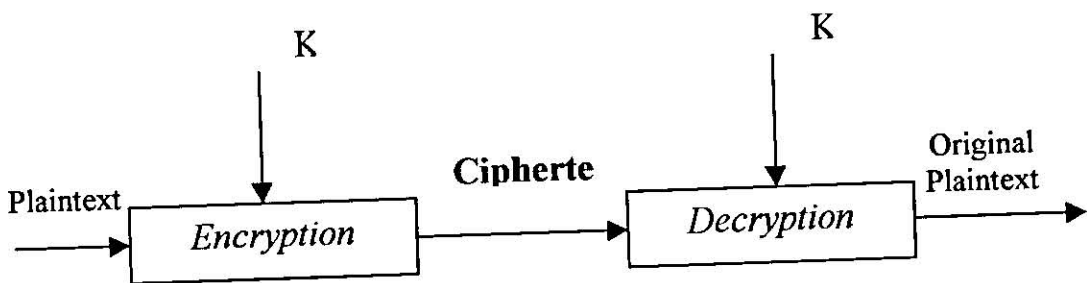 K
K
Cipherte
Original
Plaintext
Plaintext
Encryption
Decryption